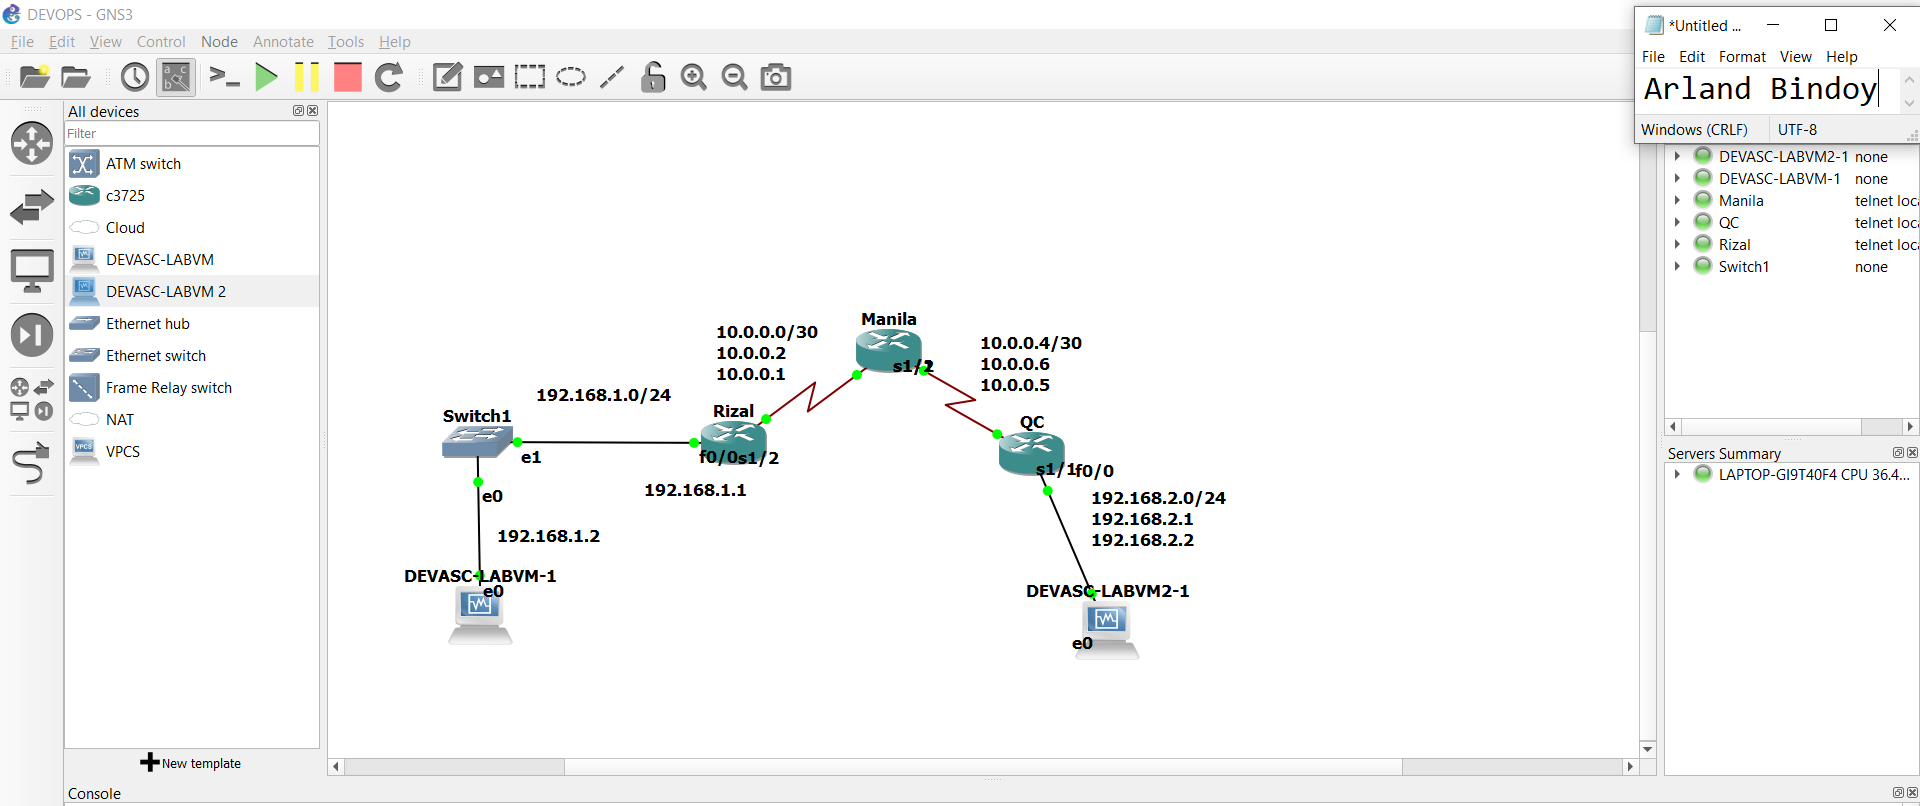 DEVOPS - GNS3
File Edit View Control Node Annotate Tools Help
*Untitled ...
File Edit Format View Help
Arland Bindoy
Windows (CRLF) UTF-8
All devices
Filter
ATM switch
c3725
Cloud
DEVASC-LABVM
DEVASC-LABVM 2
Ethernet hub
Ethernet switch
Frame Relay switch
NAT
VPCS
New template
Console
Manila
10.0.0.0/30
10.0.0.2
10.0.0.1
10.0.0.4/30
10.0.0.6
10.0.0.5
192.168.1.0/24
Switch1
Rizal
QC
e1
f0/0 s1/2
s1/1 f0/0
e0
192.168.1.1
192.168.2.0/24
192.168.2.1
192.168.2.2
192.168.1.2
DEVASC-LABVM-1
e0
DEVASC-LABVM2-1
e0
DEVASC-LABVM2-1 none
DEVASC-LABVM-1 none
Manila telnet loca
QC telnet loca
Rizal telnet loca
Switch1 none
Servers Summary
LAPTOP-GI9T40F4 CPU 36.4...